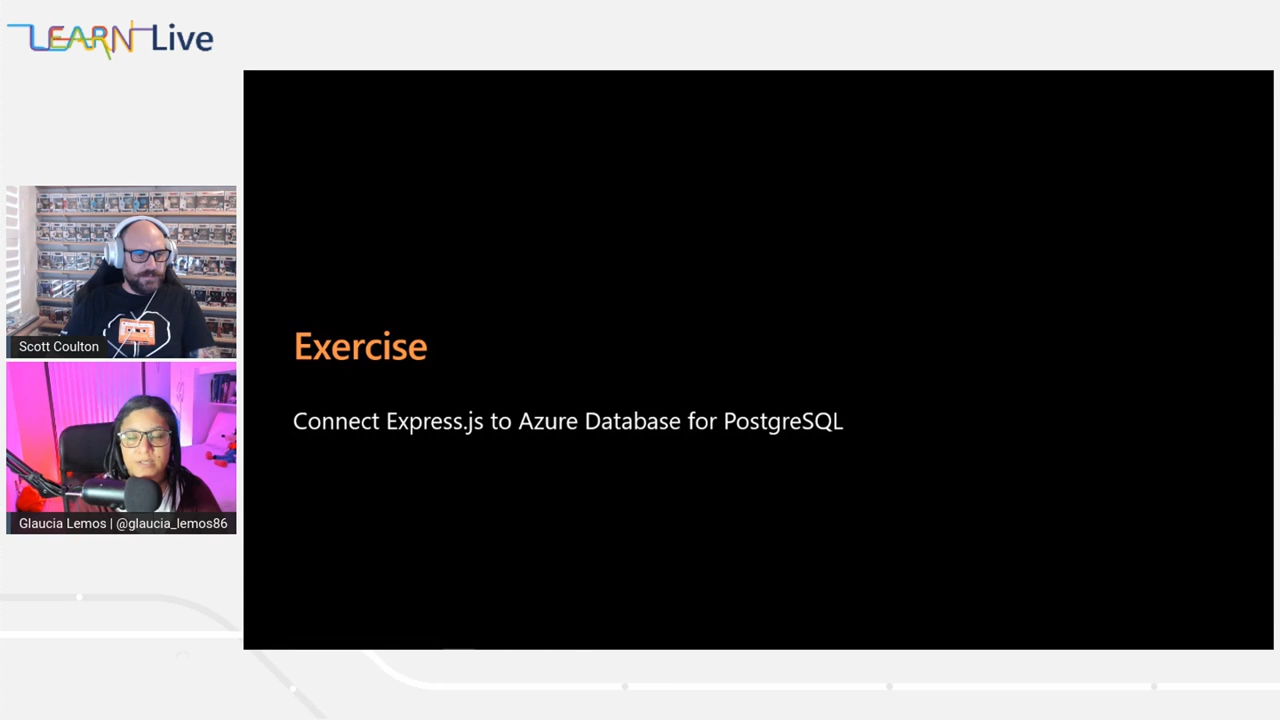 LEARN Live
Scott Coulton
Glaucia Lemos | @glaucia_lemos86
Exercise
Connect Express.js to Azure Database for PostgreSQL